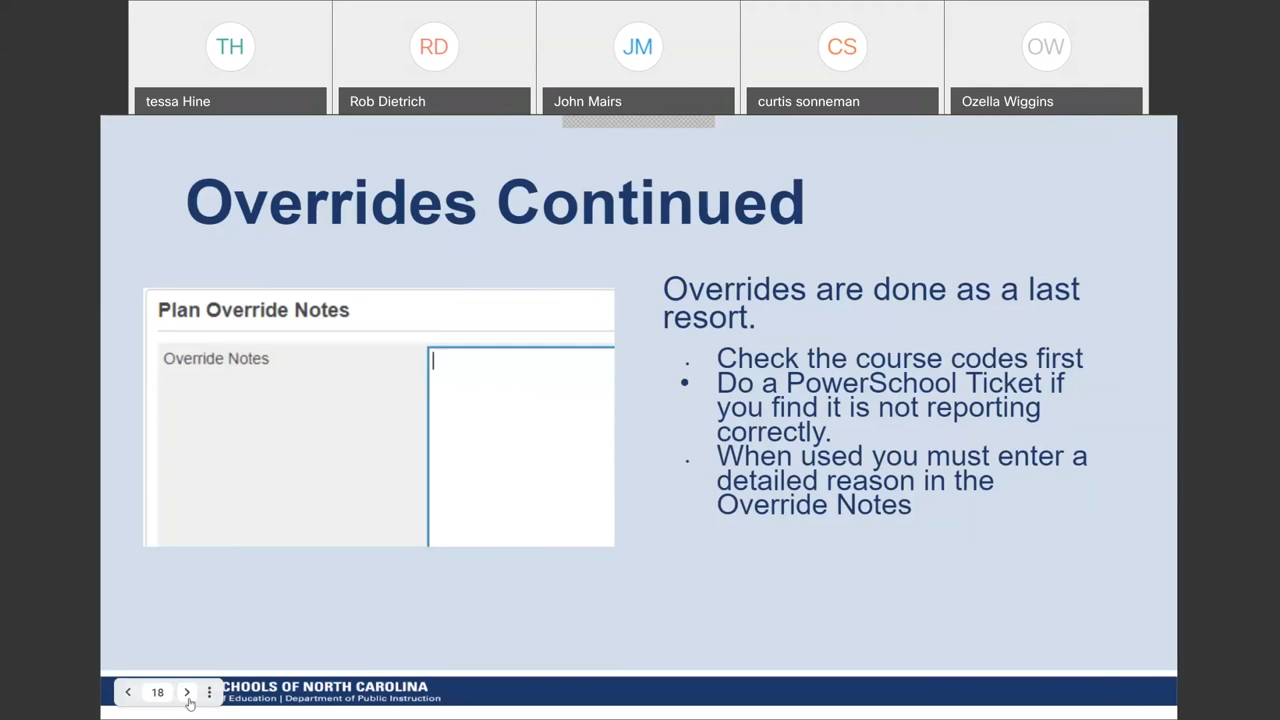 TH RD JM CS OW
tessa Hine Rob Dietrich John Mairs curtis sonneman Ozella Wiggins
Overrides Continued
Plan Override Notes
Override Notes
Overrides are done as a last
resort.
. Check the course codes first
• Do a PowerSchool Ticket if
you find it is not reporting
correctly.
. When used you must enter a
detailed reason in the
Override Notes
18
CHOOLS OF NORTH CAROLINA
f Education | Department of Public Instruction